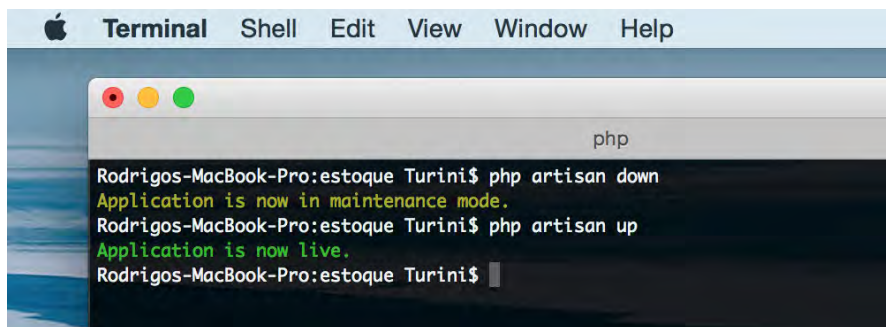 Terminal Shell Edit View Window Help
php
Rodrigos-MacBook-Pro:estoque Turini$ php artisan down
Application is now in maintenance mode.
Rodrigos-MacBook-Pro:estoque Turini$ php artisan up
Application is now live.
Rodrigos-MacBook-Pro:estoque Turini$